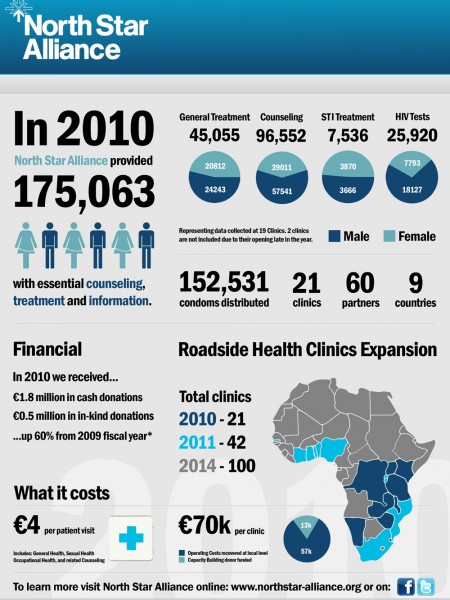 North Star
Alliance
In 2010
North Star Alliance provided
175,063
with essential counseling,
treatment and information.
General Treatment
45,055
20812
24243
Counseling
96,552
39011
57541
STI Treatment
7,536
3870
3666
HIV Tests
25,920
7793
18127
Representing data collected at 19 Clinics. 2 clinics
are not included due to their opening late in the year.
Male
Female
152,531
condoms distributed
21
clinics
60
partners
9
countries
Financial
In 2010 we received...
€1.8 million in cash donations
€0.5 million in in-kind donations
...up 60% from 2009 fiscal year*
Roadside Health Clinics Expansion
Total clinics
2010 - 21
2011 - 42
2014 - 100
2010
What it costs
€4 per patient visit
Includes: General Health, Sexual Health
Occupational Health, and related Counseling
€70k per clinic
Operating Costs recovered at local level
Capacity Building donor funded
13k
57k
To learn more visit North Star Alliance online: www.northstar-alliance.org or on: